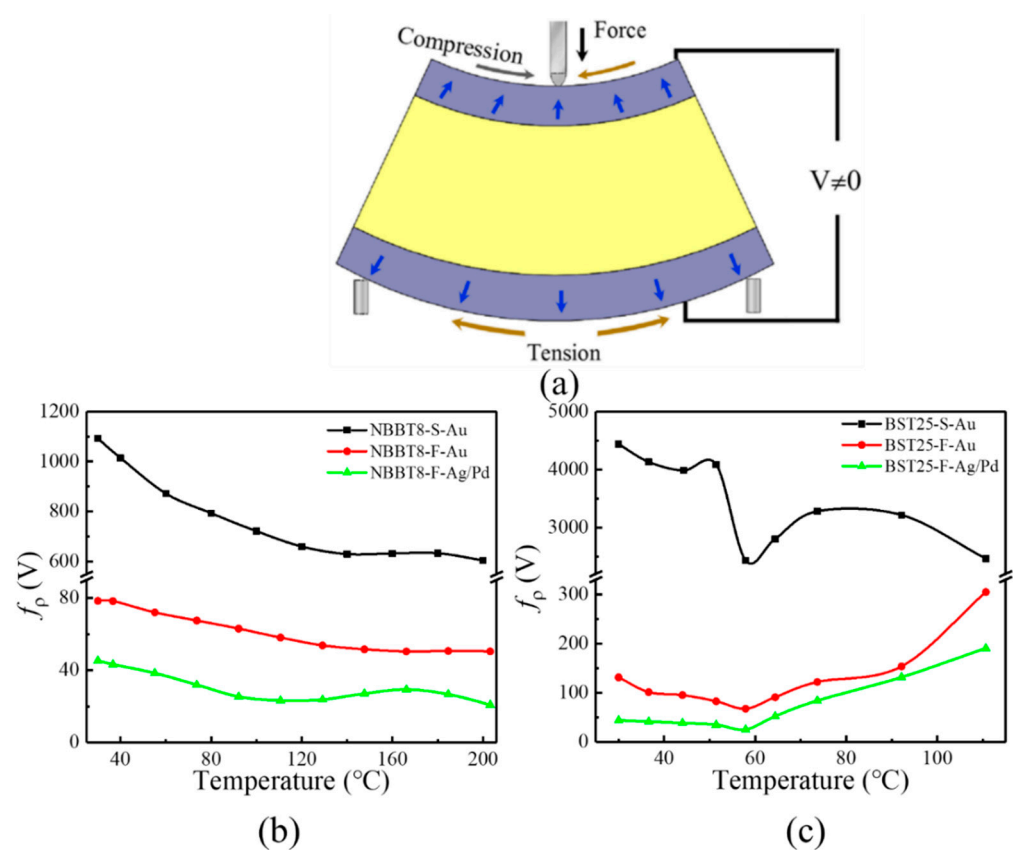 Force
Compression
V≠0
Tension
(a)
1200
1000
800
600
80
40
0
fρ (V)
NBBT8-S-Au
NBBT8-F-Au
NBBT8-F-Ag/Pd
40 80 120 160 200
Temperature (℃)
(b)
5000
4000
3000
300
200
100
0
fρ (V)
BST25-S-Au
BST25-F-Au
BST25-F-Ag/Pd
40 60 80 100
Temperature (℃)
(c)